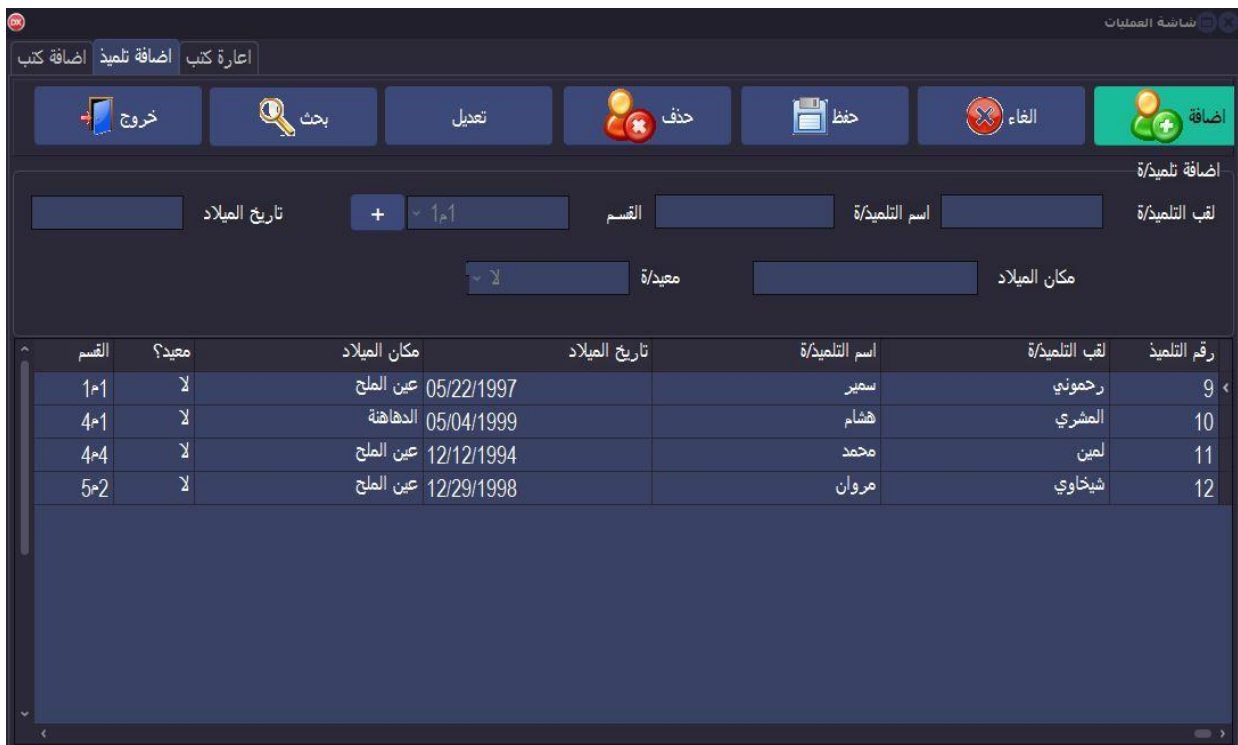 شاشة العمليات
اضافة كتب اضافة تلميذ اعارة كتب
اضافة الغاء حفظ حذف تعديل بحث خروج
اضافة تلميذ/ة
لقب التلميذ/ة اسم التلميذ/ة القسم 1م1 + تاريخ الميلاد
مكان الميلاد معيد/ة لا
رقم التلميذ لقب التلميذ/ة اسم التلميذ/ة تاريخ الميلاد مكان الميلاد معيد؟ القسم
9 رحموني سمير 05/22/1997 عين الملح لا 1م1
10 المشري هشام 05/04/1999 الدهاهنة لا 4م1
11 لمين محمد 12/12/1994 عين الملح لا 4م4
12 شيخاوي مروان 12/29/1998 عين الملح لا 5م2